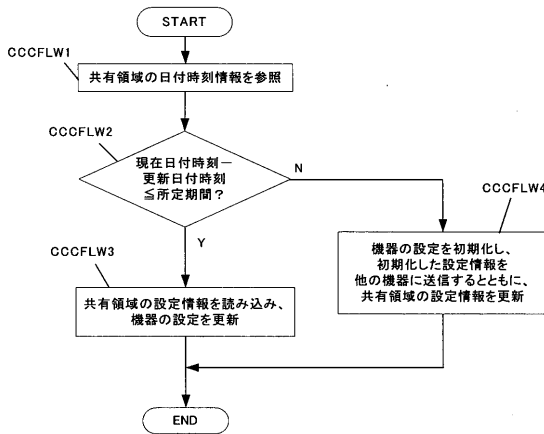 START
CCCFLW1
共有領域の日付時刻情報を参照
CCCFLW2
現在日付時刻－
更新日付時刻
≦所定期間？
N
Y
CCCFLW3
共有領域の設定情報を読み込み、
機器の設定を更新
CCCFLW4
機器の設定を初期化し、
初期化した設定情報を
他の機器に送信するとともに、
共有領域の設定情報を更新
END